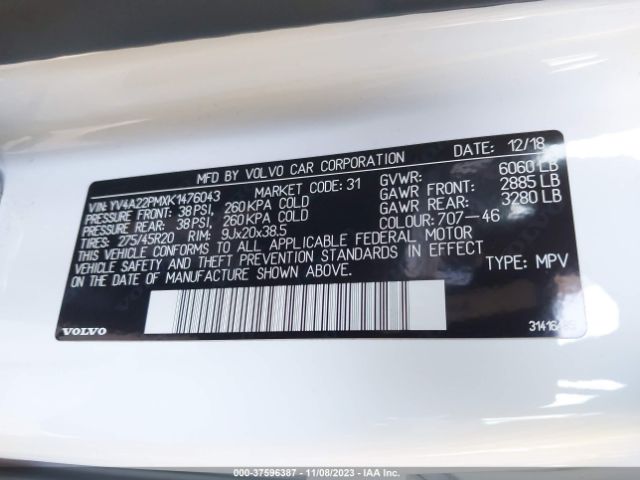 MFD BY VOLVO CAR CORPORATION DATE: 12/18
VIN: YV4A22PMXK1476043 MARKET CODE: 31 GVWR: 6060 LB
PRESSURE FRONT: 38 PSI, 260 KPA COLD GAWR FRONT: 2885 LB
PRESSURE REAR: 38 PSI, 260 KPA COLD GAWR REAR: 3280 LB
TIRES: 275/45R20 RIM: 9JX20X38.5 COLOUR: 707-46
THIS VEHICLE CONFORMS TO ALL APPLICABLE FEDERAL MOTOR
VEHICLE SAFETY AND THEFT PREVENTION STANDARDS IN EFFECT
ON THE DATE OF MANUFACTURE SHOWN ABOVE. TYPE: MPV
VOLVO
000-37596387 - 11/08/2023 - IAA Inc.